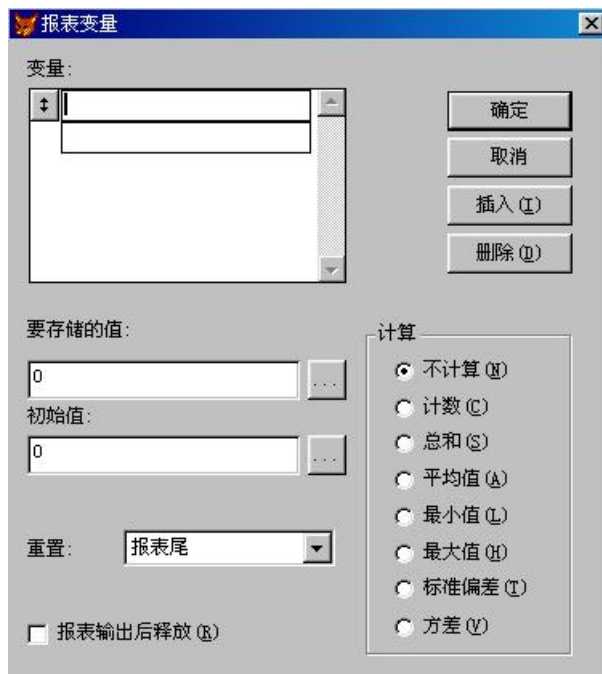 报表变量
变量:
确定
取消
插入(I)
删除(D)
要存储的值:
0
...
初始值:
0
...
重置:
报表尾
报表输出后释放(R)
计算
不计算(N)
计数(C)
总和(S)
平均值(A)
最小值(L)
最大值(H)
标准偏差(T)
方差(V)